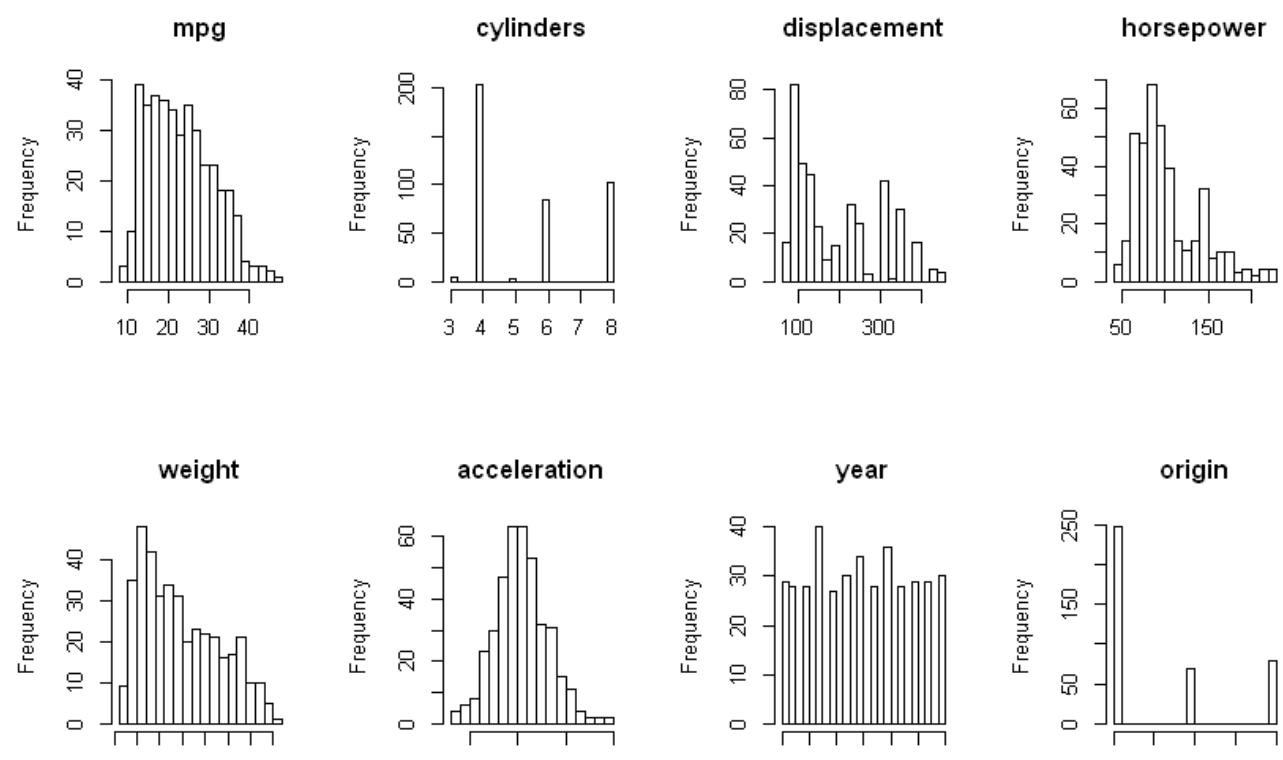 mpg
cylinders
displacement
horsepower
Frequency
40
30
20
10
0
10 20 30 40
Frequency
200
100
50
0
3 4 5 6 7 8
Frequency
80
60
40
20
0
100 300
Frequency
60
40
20
0
50 150
weight
acceleration
year
origin
Frequency
40
30
20
10
0
Frequency
60
40
20
0
Frequency
40
30
20
10
0
Frequency
250
150
50
0